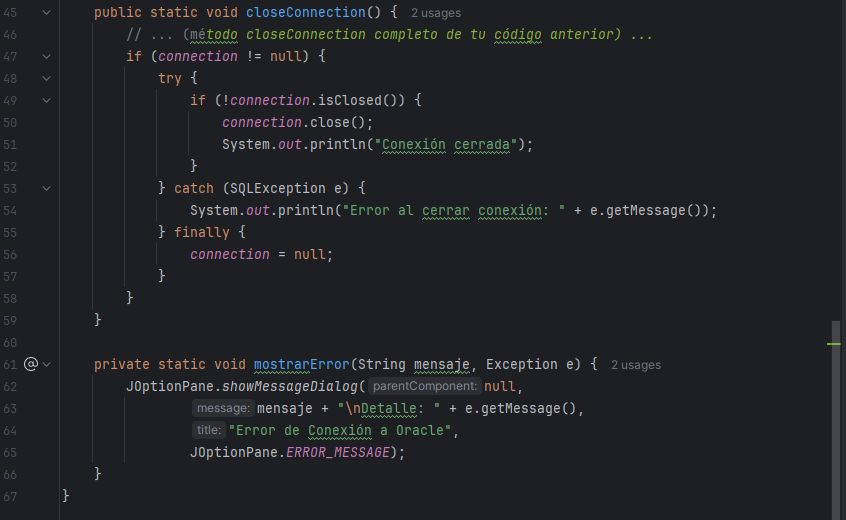 45 public static void closeConnection() { 2 usages
46 // ... (método closeConnection completo de tu código anterior) ...
47 if (connection != null) {
48 try {
49 if (!connection.isClosed()) {
50 connection.close();
51 System.out.println("Conexión cerrada");
52 }
53 } catch (SQLException e) {
54 System.out.println("Error al cerrar conexión: " + e.getMessage());
55 } finally {
56 connection = null;
57 }
58 }
59 }
60
61 @ private static void mostrarError(String mensaje, Exception e) { 2 usages
62 JOptionPane.showMessageDialog( parentComponent: null,
63 message: mensaje + "\nDetalle: " + e.getMessage(),
64 title: "Error de Conexión a Oracle",
65 JOptionPane.ERROR_MESSAGE);
66 }
67 }